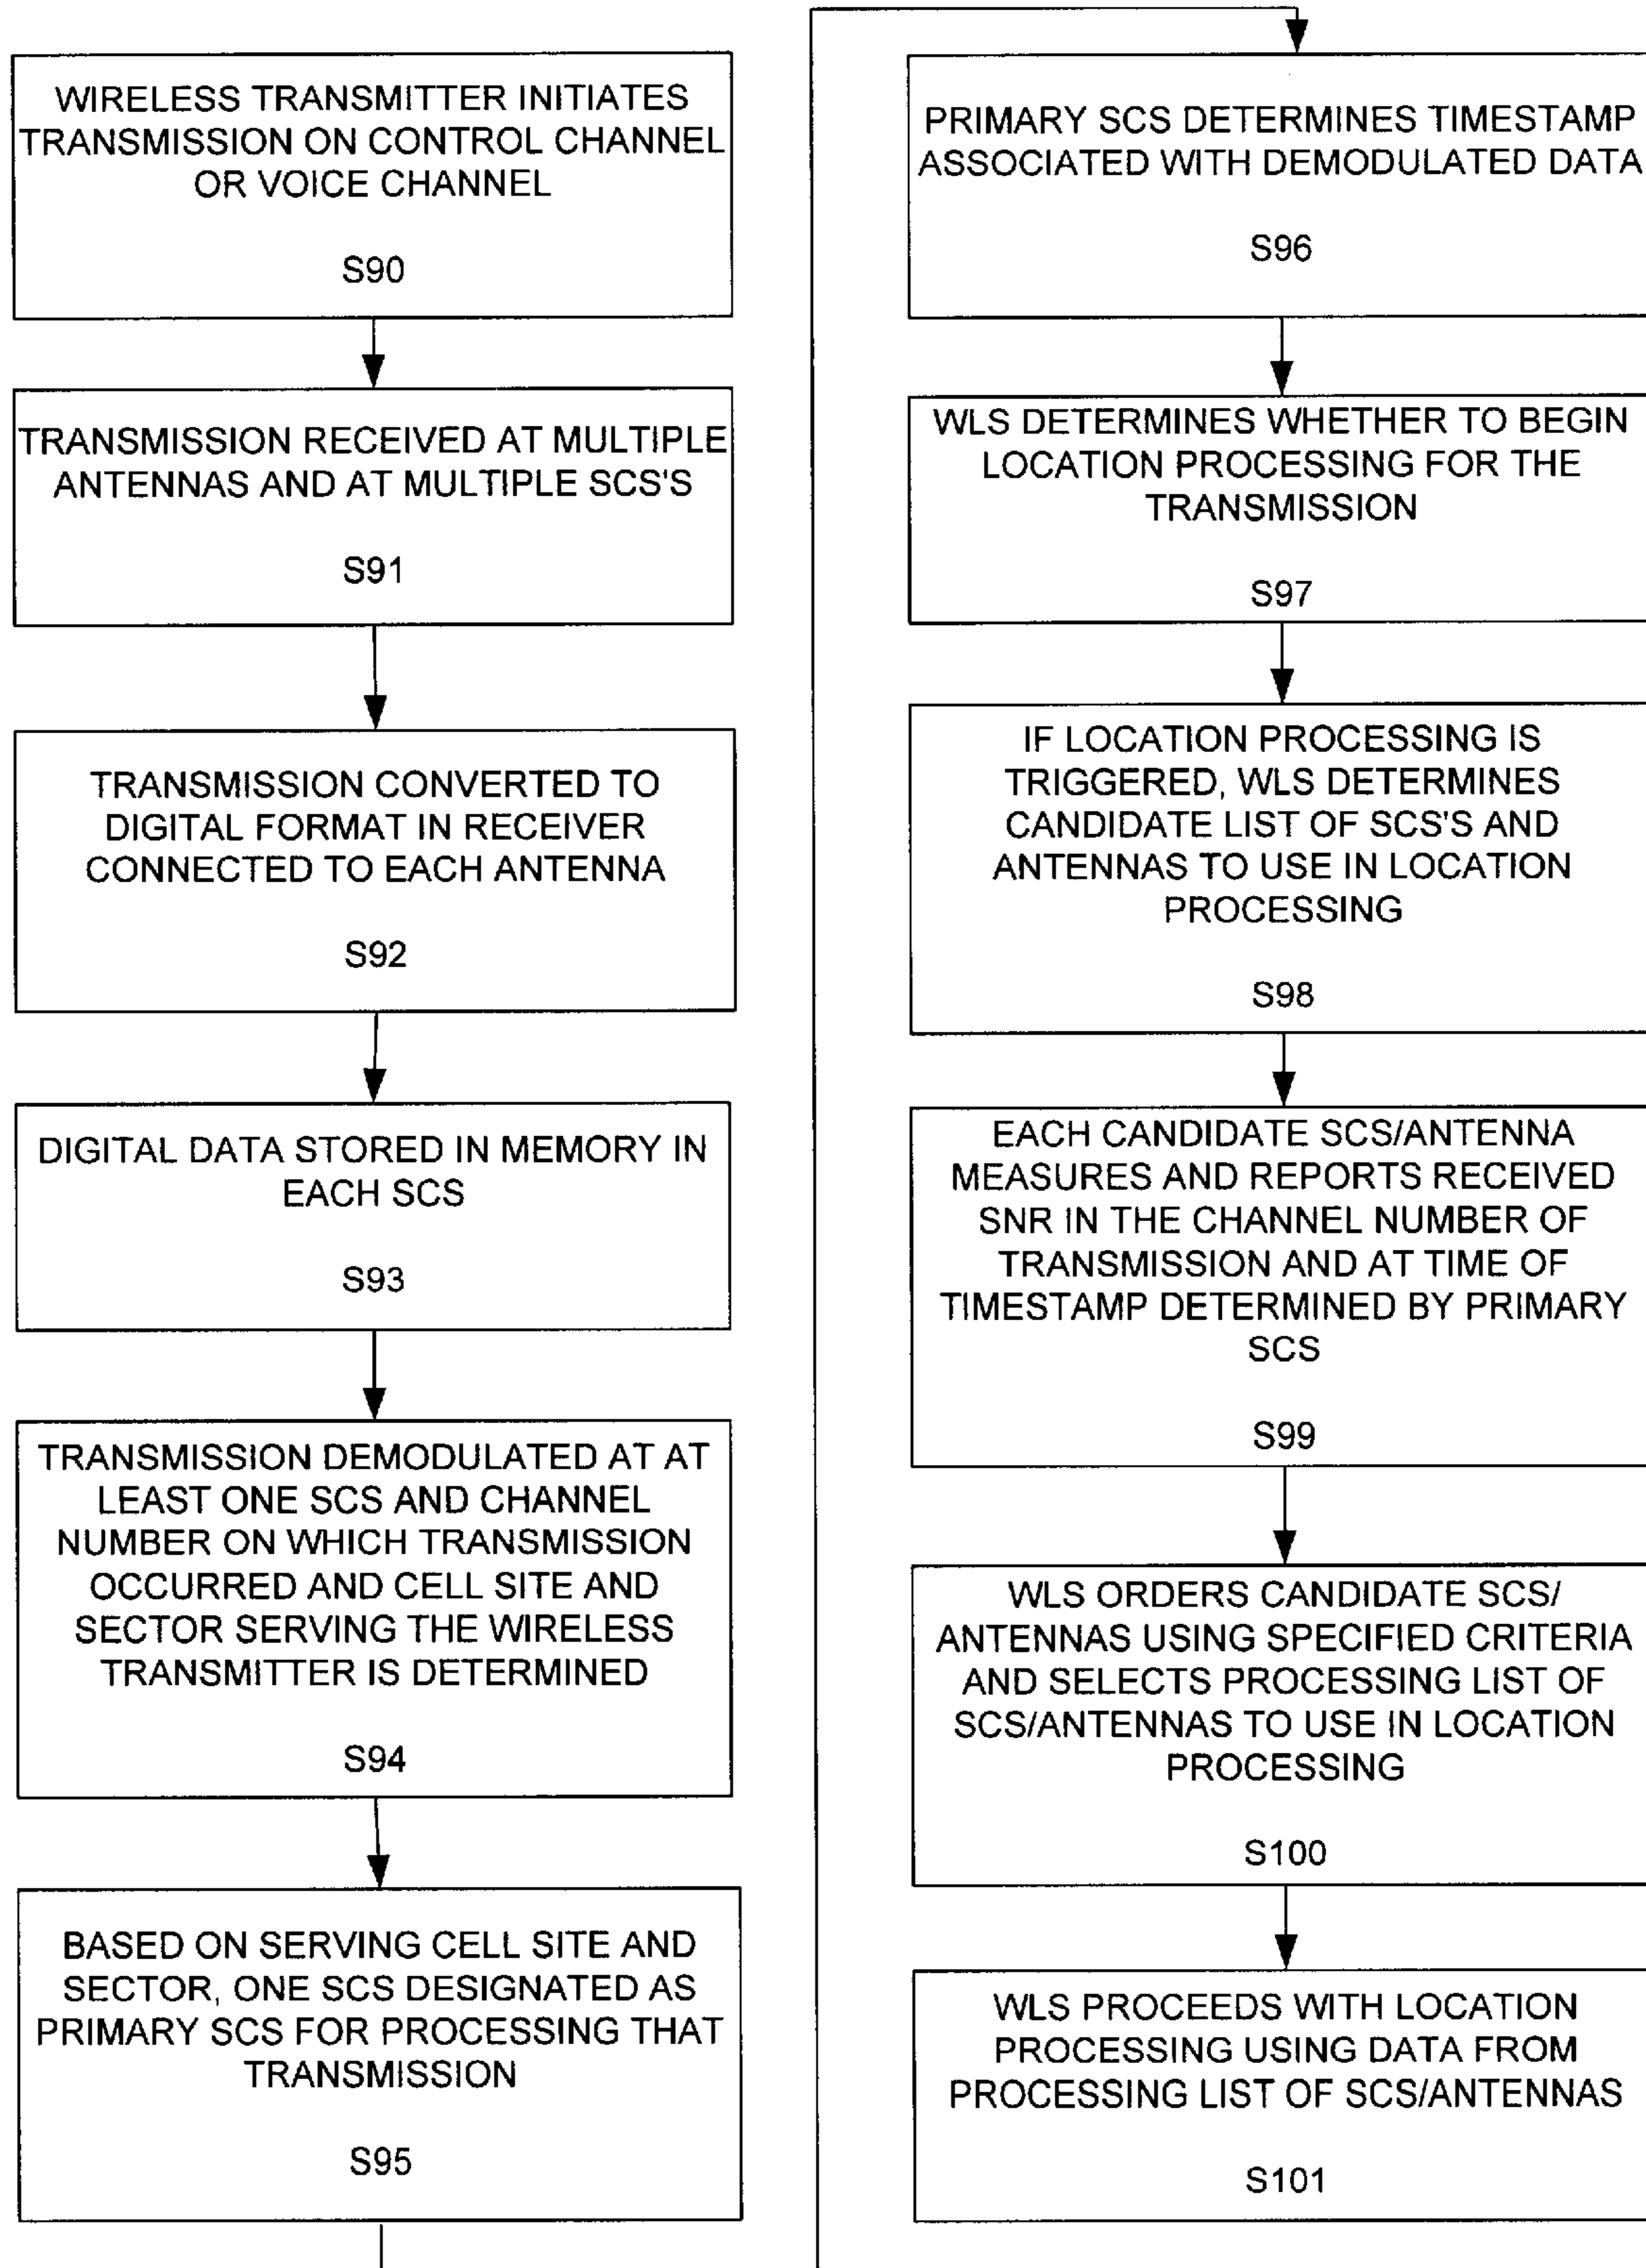 WIRELESS TRANSMITTER INITIATES
TRANSMISSION ON CONTROL CHANNEL
OR VOICE CHANNEL
S90
TRANSMISSION RECEIVED AT MULTIPLE
ANTENNAS AND AT MULTIPLE SCS'S
S91
TRANSMISSION CONVERTED TO
DIGITAL FORMAT IN RECEIVER
CONNECTED TO EACH ANTENNA
S92
DIGITAL DATA STORED IN MEMORY IN
EACH SCS
S93
TRANSMISSION DEMODULATED AT AT
LEAST ONE SCS AND CHANNEL
NUMBER ON WHICH TRANSMISSION
OCCURRED AND CELL SITE AND
SECTOR SERVING THE WIRELESS
TRANSMITTER IS DETERMINED
S94
BASED ON SERVING CELL SITE AND
SECTOR, ONE SCS DESIGNATED AS
PRIMARY SCS FOR PROCESSING THAT
TRANSMISSION
S95
PRIMARY SCS DETERMINES TIMESTAMP
ASSOCIATED WITH DEMODULATED DATA
S96
WLS DETERMINES WHETHER TO BEGIN
LOCATION PROCESSING FOR THE
TRANSMISSION
S97
IF LOCATION PROCESSING IS
TRIGGERED, WLS DETERMINES
CANDIDATE LIST OF SCS'S AND
ANTENNAS TO USE IN LOCATION
PROCESSING
S98
EACH CANDIDATE SCS/ANTENNA
MEASURES AND REPORTS RECEIVED
SNR IN THE CHANNEL NUMBER OF
TRANSMISSION AND AT TIME OF
TIMESTAMP DETERMINED BY PRIMARY
SCS
S99
WLS ORDERS CANDIDATE SCS/
ANTENNAS USING SPECIFIED CRITERIA
AND SELECTS PROCESSING LIST OF
SCS/ANTENNAS TO USE IN LOCATION
PROCESSING
S100
WLS PROCEEDS WITH LOCATION
PROCESSING USING DATA FROM
PROCESSING LIST OF SCS/ANTENNAS
S101